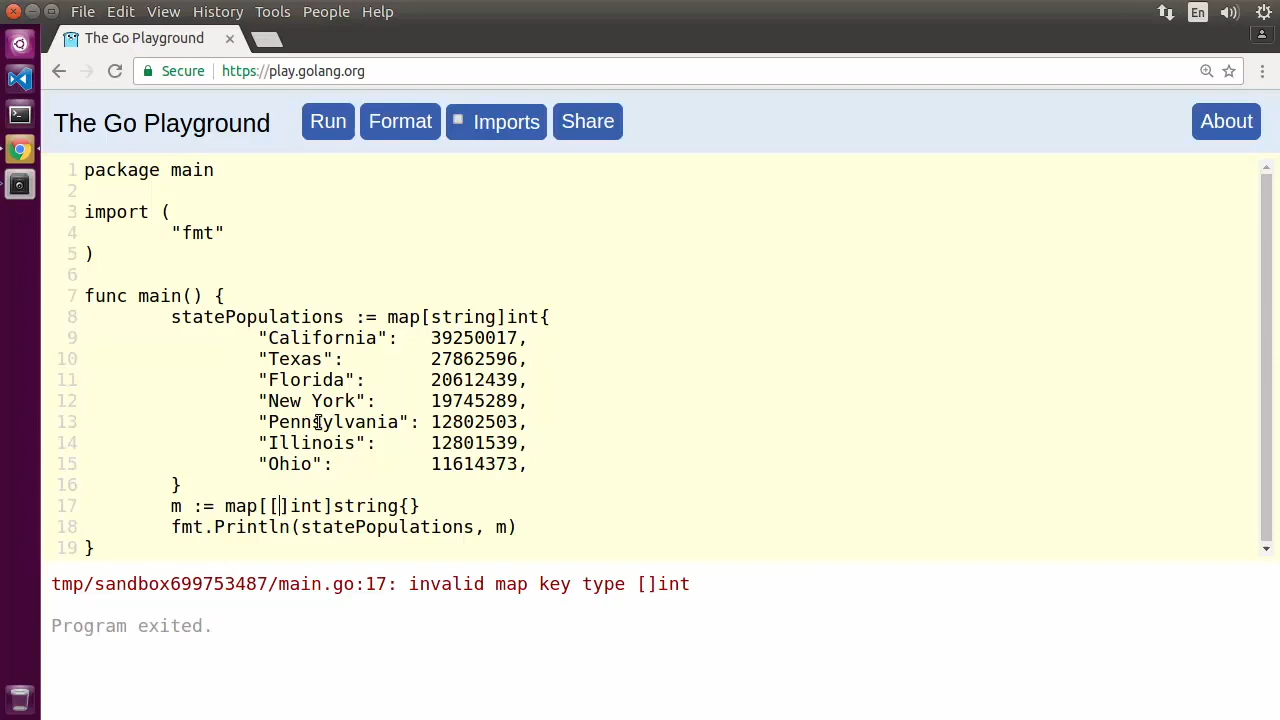 File Edit View History Tools People Help
En
The Go Playground
Secure https://play.golang.org
The Go Playground Run Format Imports Share About
1 package main
2
3 import (
4 "fmt"
5 )
6
7 func main() {
8 statePopulations := map[string]int{
9 "California": 39250017,
10 "Texas": 27862596,
11 "Florida": 20612439,
12 "New York": 19745289,
13 "Pennsylvania": 12802503,
14 "Illinois": 12801539,
15 "Ohio": 11614373,
16 }
17 m := map[[]int]string{}
18 fmt.Println(statePopulations, m)
19 }
tmp/sandbox699753487/main.go:17: invalid map key type []int
Program exited.